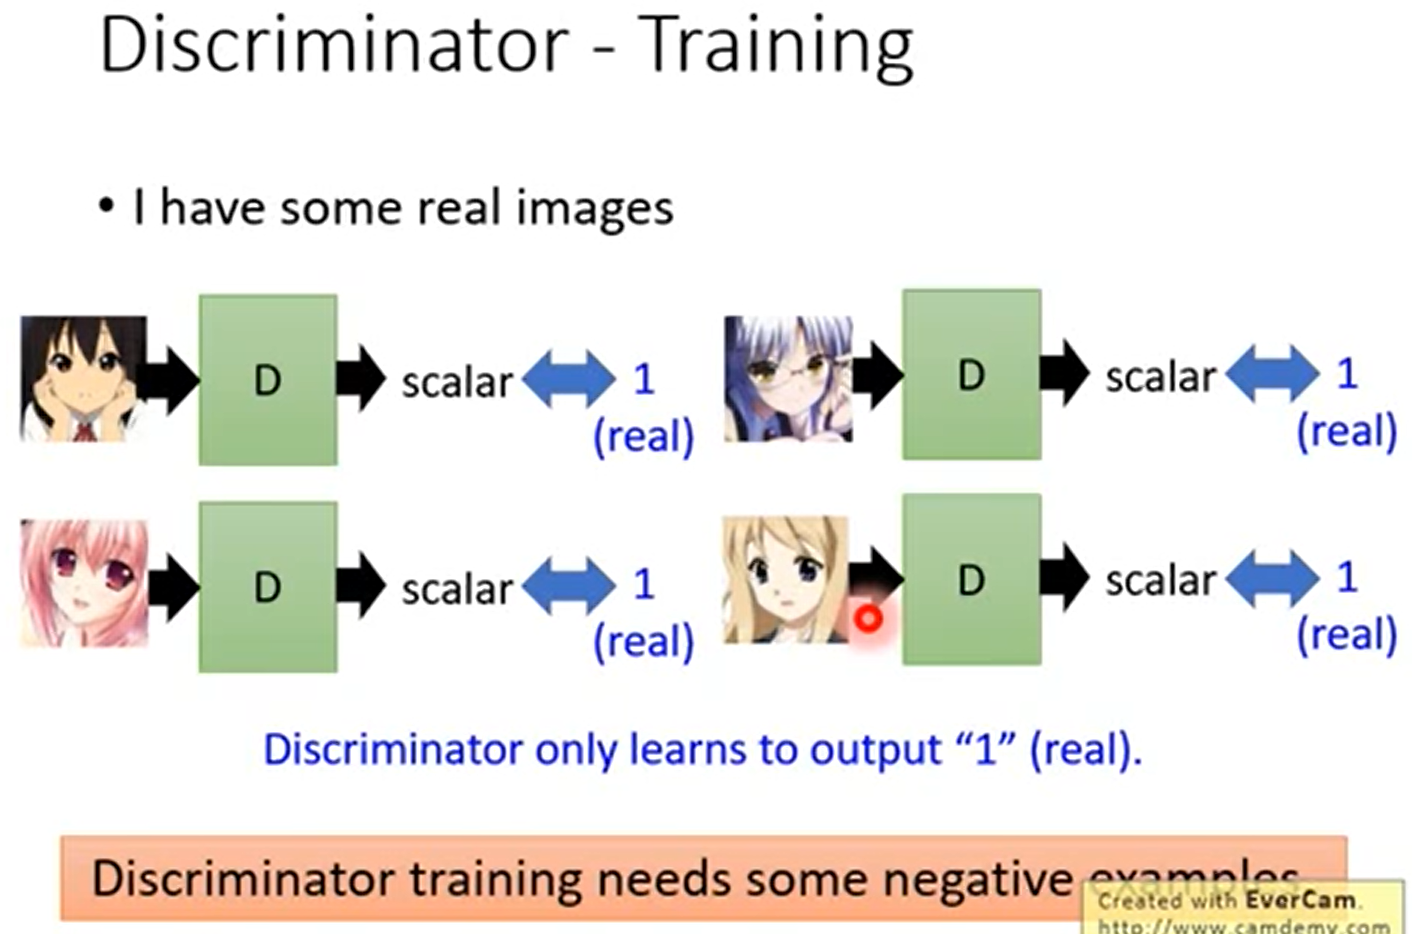 Discriminator - Training
• I have some real images
D scalar 1 (real)
D scalar 1 (real)
D scalar 1 (real)
D scalar 1 (real)
Discriminator only learns to output “1” (real).
Discriminator training needs some negative examples
Created with EverCam.
http://www.camdemy.com